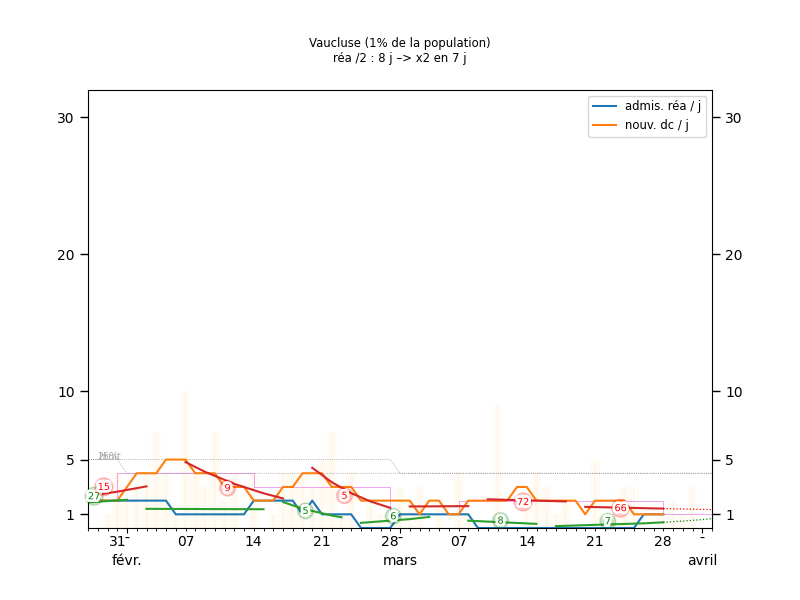 Vaucluse (1% de la population)
réa /2 : 8 j –> x2 en 7 j
admis. réa / j
nouv. dc / j
30 30
20 20
10 10
5 5
1 1
15 9 5 72 66
27 5 6 8 7
31 07 14 21 28 07 14 21 28
févr. mars avril